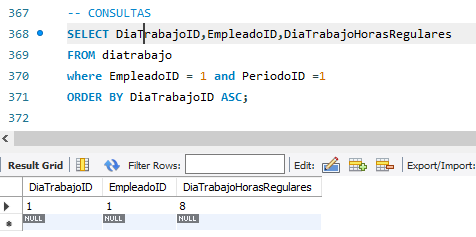 367 -- CONSULTAS
368 SELECT DiaTrabajoID,EmpleadoID,DiaTrabajoHorasRegulares
369 FROM diatrabajo
370 where EmpleadoID = 1 and PeriodoID =1
371 ORDER BY DiaTrabajoID ASC;
372
Result Grid Filter Rows: Edit: Export/Import:
DiaTrabajoID EmpleadoID DiaTrabajoHorasRegulares
1 1 8
NULL NULL NULL